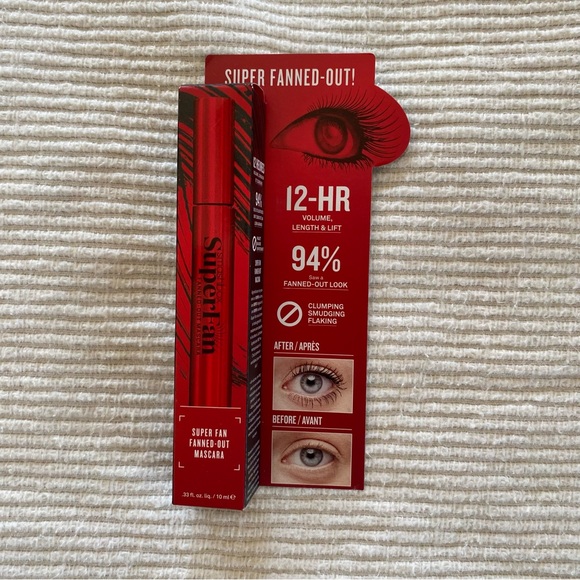 SUPER FANNED-OUT!
12-HR
VOLUME,
LENGTH & LIFT
94%
Saw a
FANNED-OUT LOOK
CLUMPING
SMUDGING
FLAKING
AFTER / APRÈS
BEFORE / AVANT
SuperFan
SUPER FAN
FANNED-OUT
MASCARA
.33 fl. oz. liq. / 10 ml e
94%